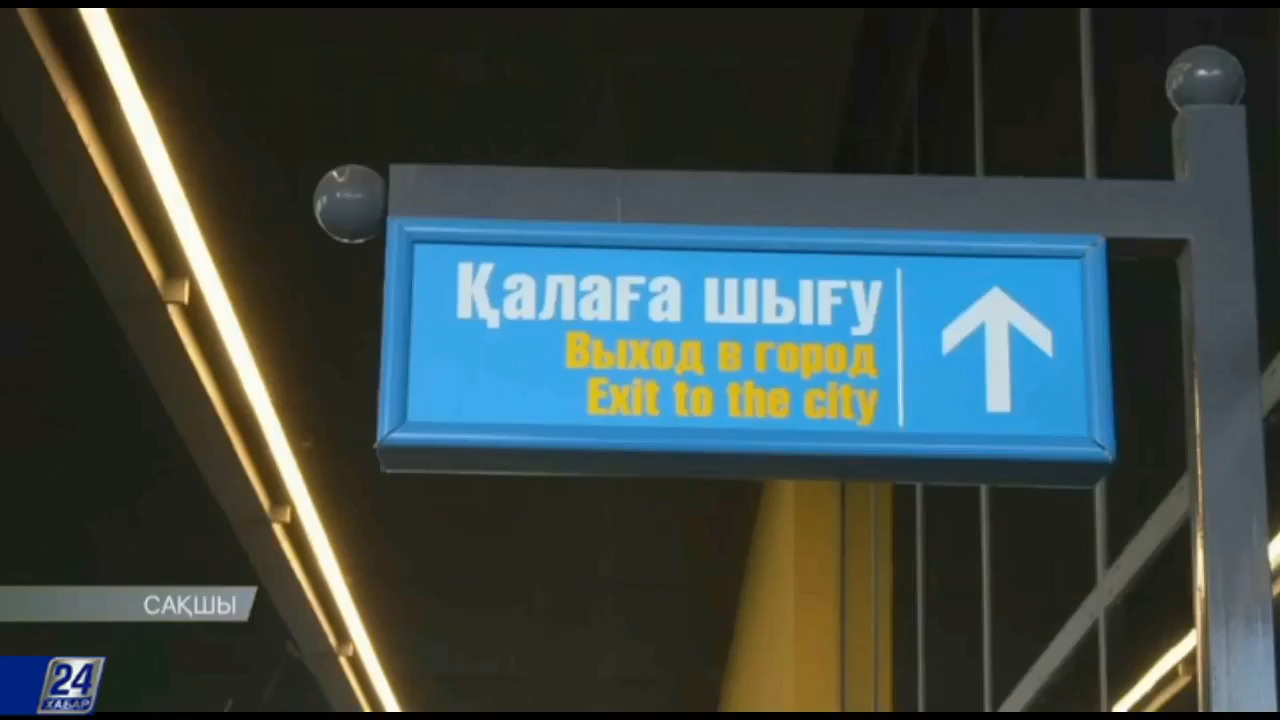 Қалаға шығу
Выход в город
Exit to the city
САҚШЫ
24
ХАБАР